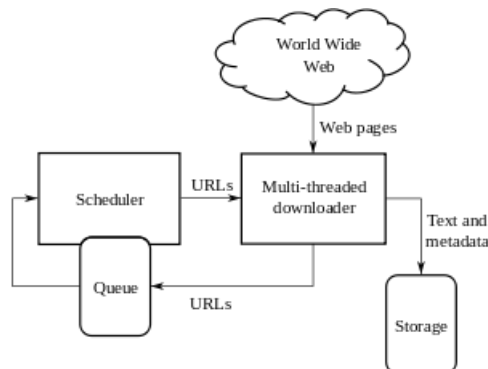 World Wide
Web
Web pages
Scheduler
URLs
Multi-threaded
downloader
Text and
metadata
Queue
URLs
Storage